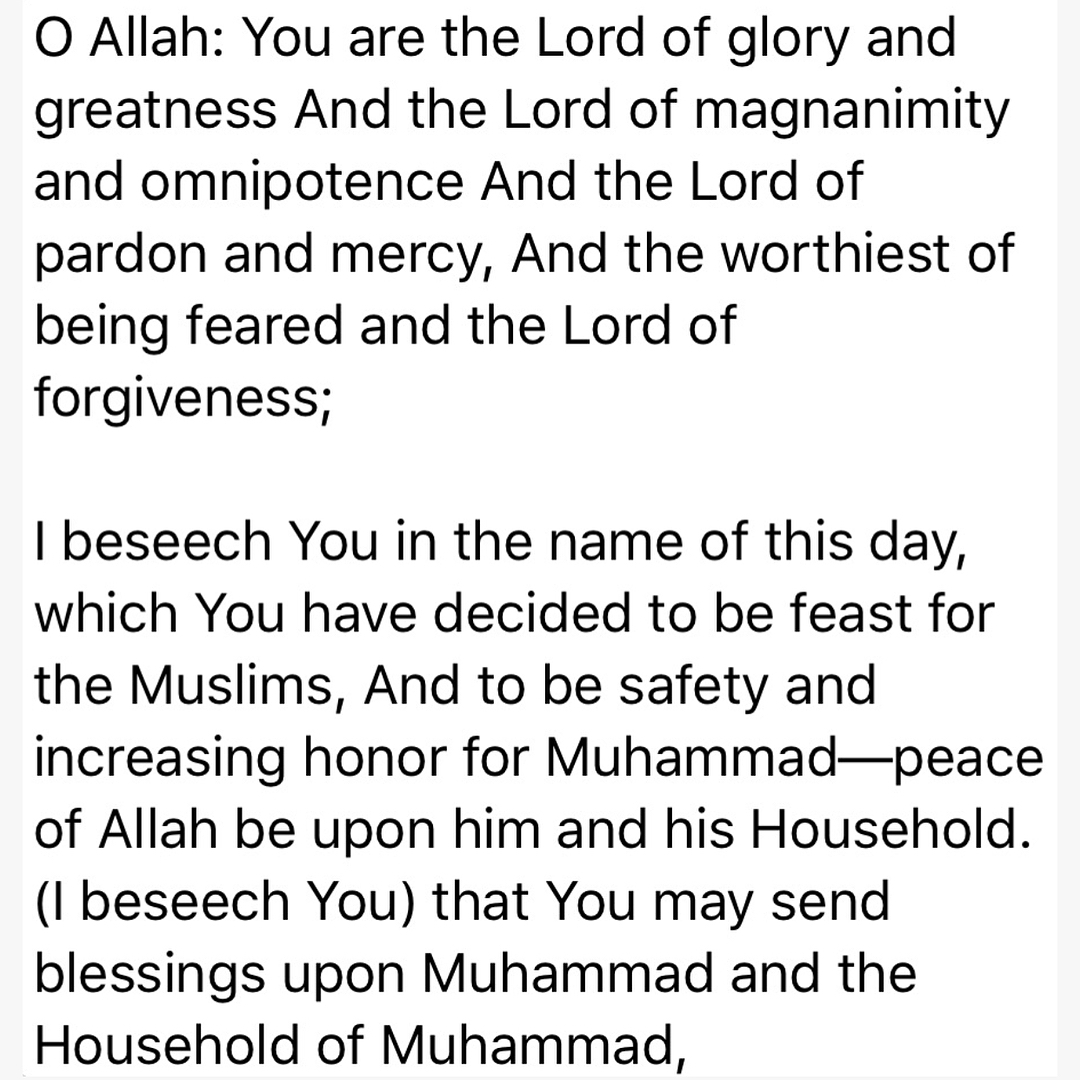 O Allah: You are the Lord of glory and
greatness And the Lord of magnanimity
and omnipotence And the Lord of
pardon and mercy, And the worthiest of
being feared and the Lord of
forgiveness;
I beseech You in the name of this day,
which You have decided to be feast for
the Muslims, And to be safety and
increasing honor for Muhammad—peace
of Allah be upon him and his Household.
(I beseech You) that You may send
blessings upon Muhammad and the
Household of Muhammad,